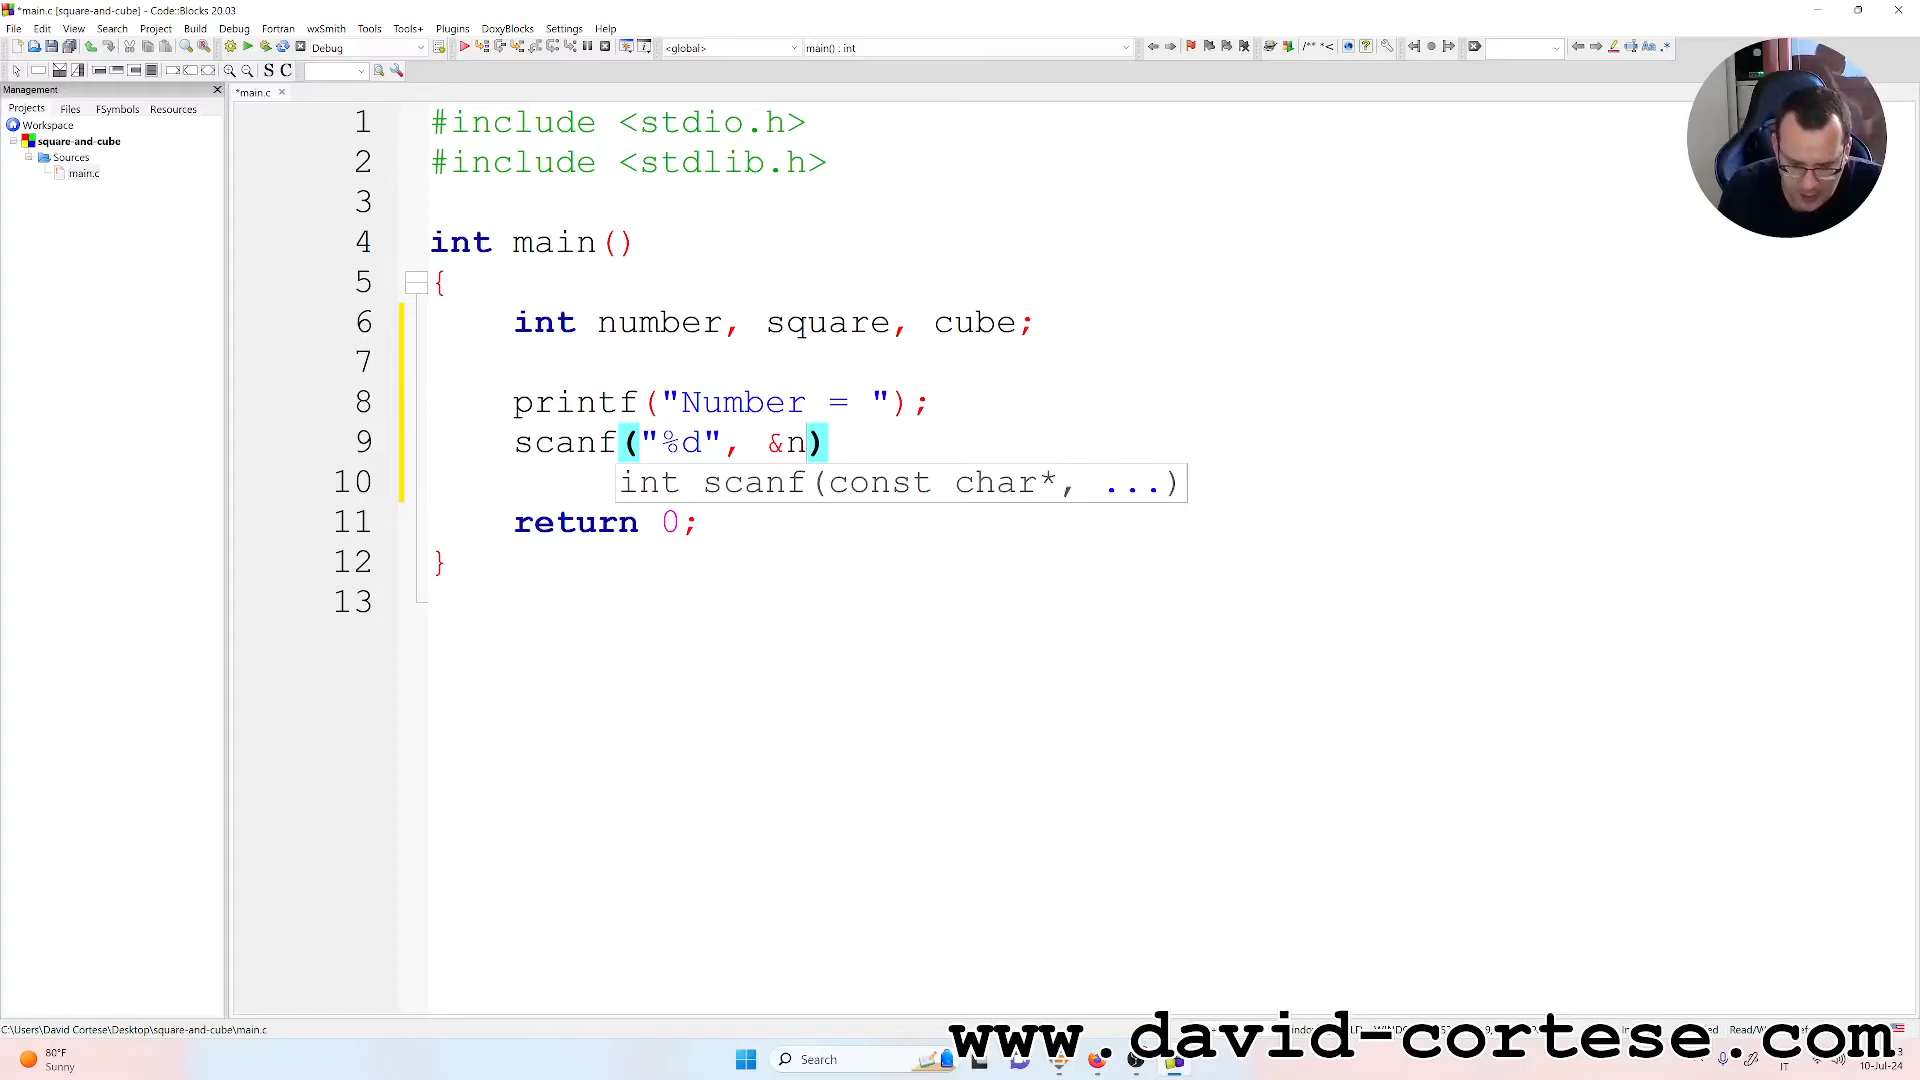 *main.c [square-and-cube] - Code::Blocks 20.03
File Edit View Search Project Build Debug Fortran wxSmith Tools Tools+ Plugins DoxyBlocks Settings Help
Debug <global> main() : int
S C
Management
Projects Files FSymbols Resources
Workspace
square-and-cube
Sources
main.c
*main.c
1 #include <stdio.h>
2 #include <stdlib.h>
3
4 int main()
5 {
6 int number, square, cube;
7
8 printf("Number = ");
9 scanf("%d", &n)
10 int scanf(const char*, ...)
11 return 0;
12 }
13
C:\Users\David Cortese\Desktop\square-and-cube\main.c
www.david-cortese.com
80°F
Sunny
Search
IT
10-Jul-24